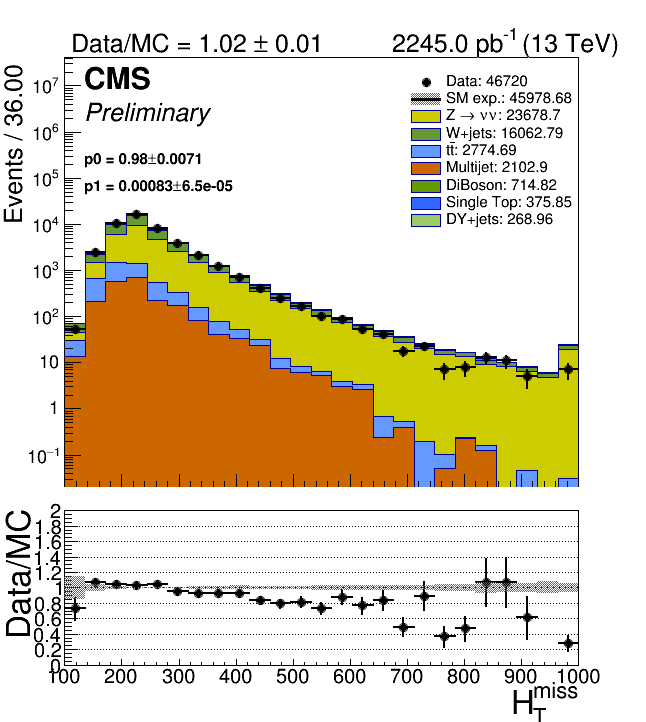 Data/MC = 1.02 ± 0.01 2245.0 pb⁻¹ (13 TeV)
CMS
Preliminary
p0 = 0.98±0.0071
p1 = 0.00083±6.5e-05
Data: 46720
SM exp.: 45978.68
Z → νν: 23678.7
W+jets: 16062.79
tt̄: 2774.69
Multijet: 2102.9
DiBoson: 714.82
Single Top: 375.85
DY+jets: 268.96
Events / 36.00
10⁷
10⁶
10⁵
10⁴
10³
10²
10
1
10⁻¹
Data/MC
2
1.8
1.6
1.4
1.2
1
0.8
0.6
0.4
0.2
0
100 200 300 400 500 600 700 800 900 1000
H_T^miss